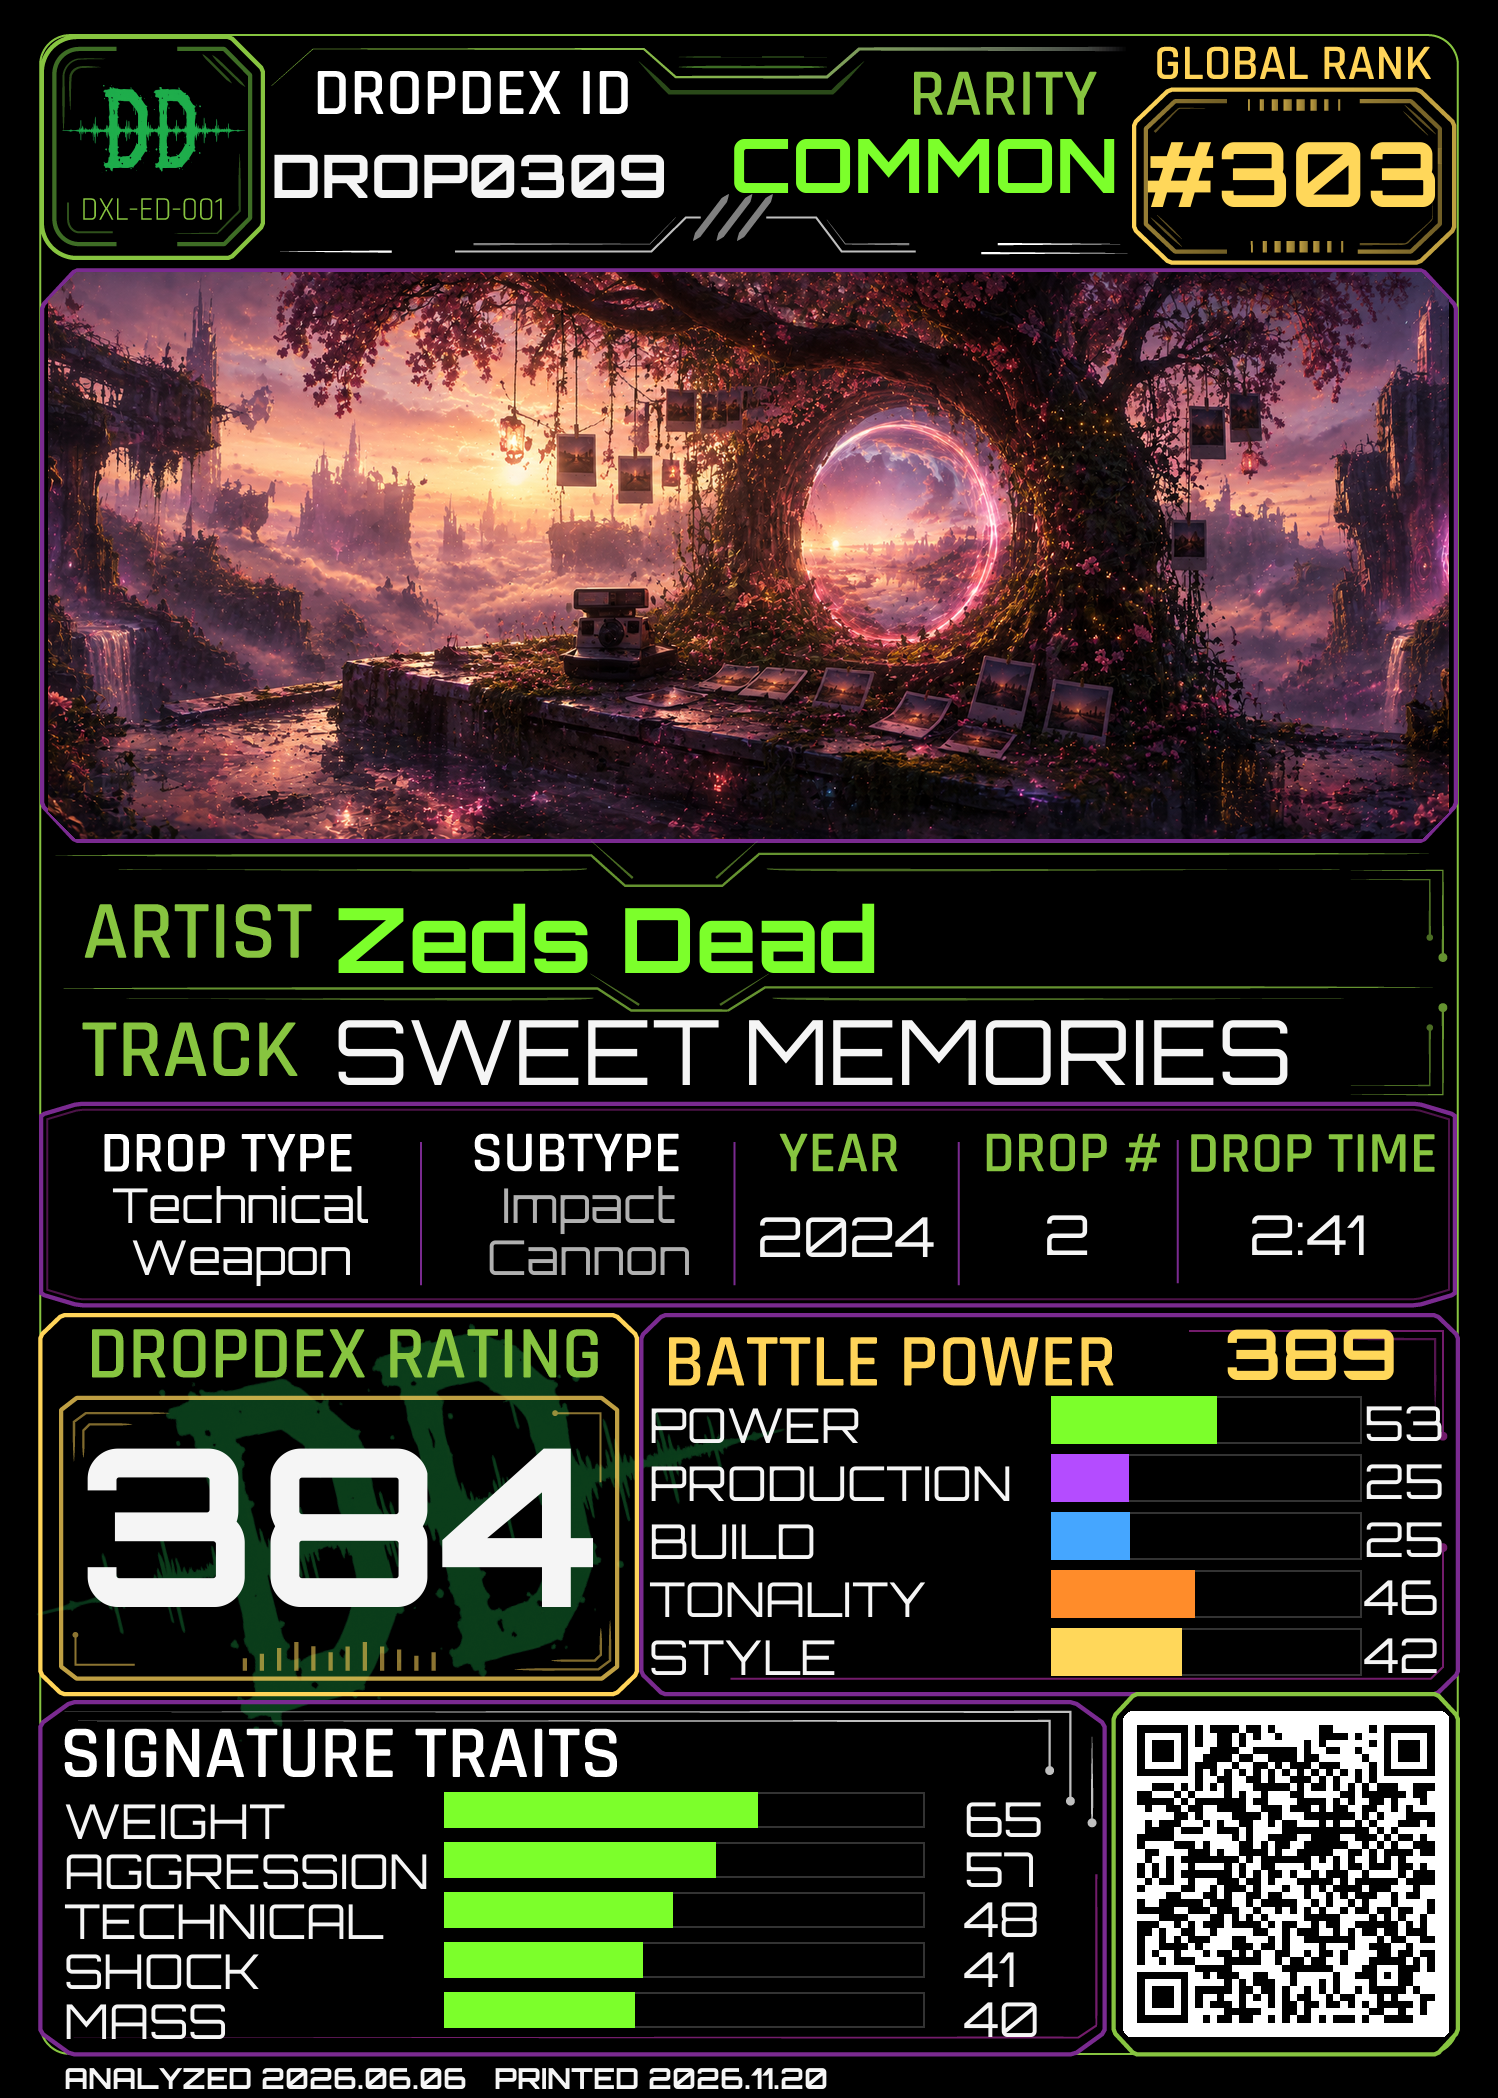 DD
DXL-ED-001
DROPDEX ID
DROP0309
RARITY
COMMON
GLOBAL RANK
#303
ARTIST Zeds Dead
TRACK SWEET MEMORIES
DROP TYPE
Technical
Weapon
SUBTYPE
Impact
Cannon
YEAR
2024
DROP #
2
DROP TIME
2:41
DROPDEX RATING
384
BATTLE POWER 389
POWER 53
PRODUCTION 25
BUILD 25
TONALITY 46
STYLE 42
SIGNATURE TRAITS
WEIGHT 65
AGGRESSION 57
TECHNICAL 48
SHOCK 41
MASS 40
ANALYZED 2026.06.06 PRINTED 2026.11.20